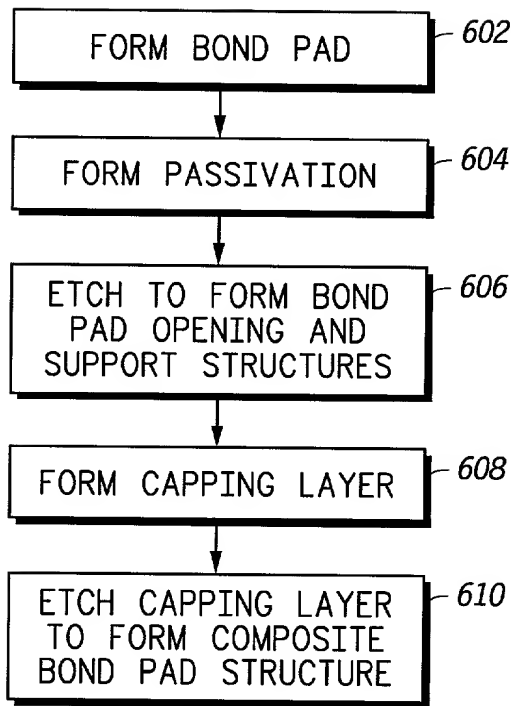 FORM BOND PAD
602
FORM PASSIVATION
604
ETCH TO FORM BOND
PAD OPENING AND
SUPPORT STRUCTURES
606
FORM CAPPING LAYER
608
ETCH CAPPING LAYER
TO FORM COMPOSITE
BOND PAD STRUCTURE
610